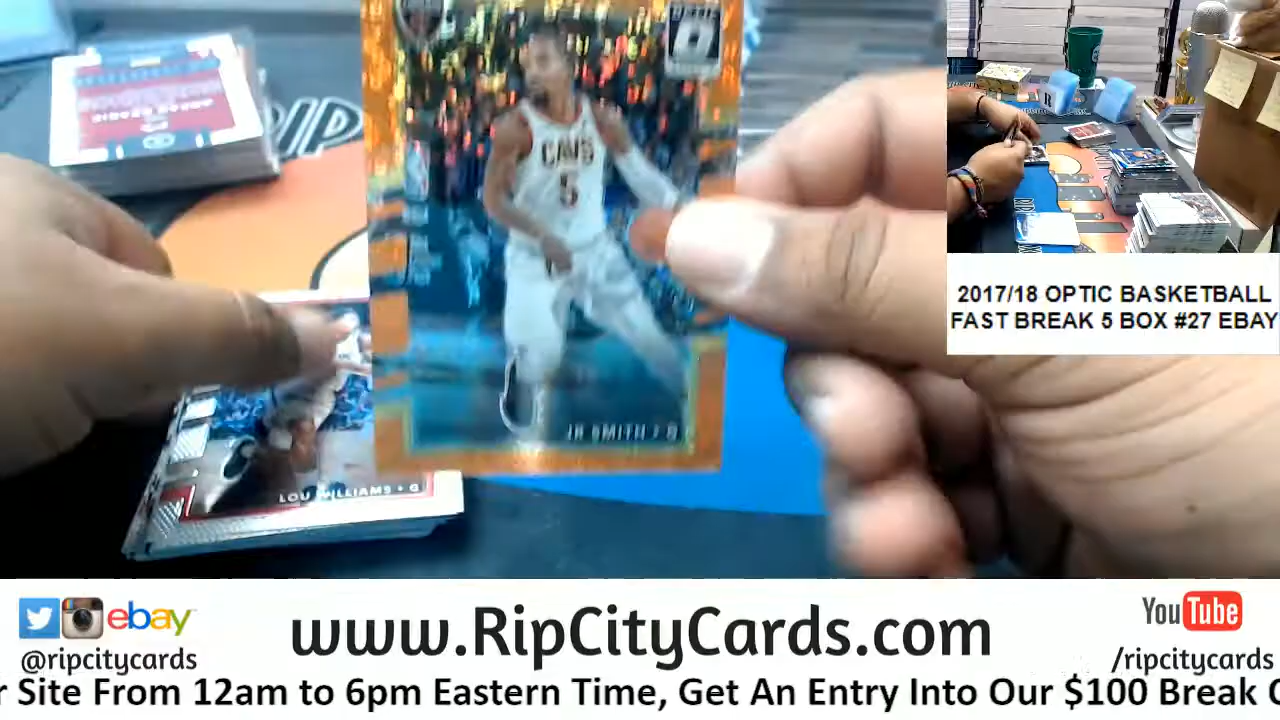 RIP
CAVS
5
JR SMITH • G
LOU WILLIAMS • G
2017/18 OPTIC BASKETBALL
FAST BREAK 5 BOX #27 EBAY
ebay
@ripcitycards
www.RipCityCards.com
YouTube
/ripcitycards
r Site From 12am to 6pm Eastern Time, Get An Entry Into Our $100 Break